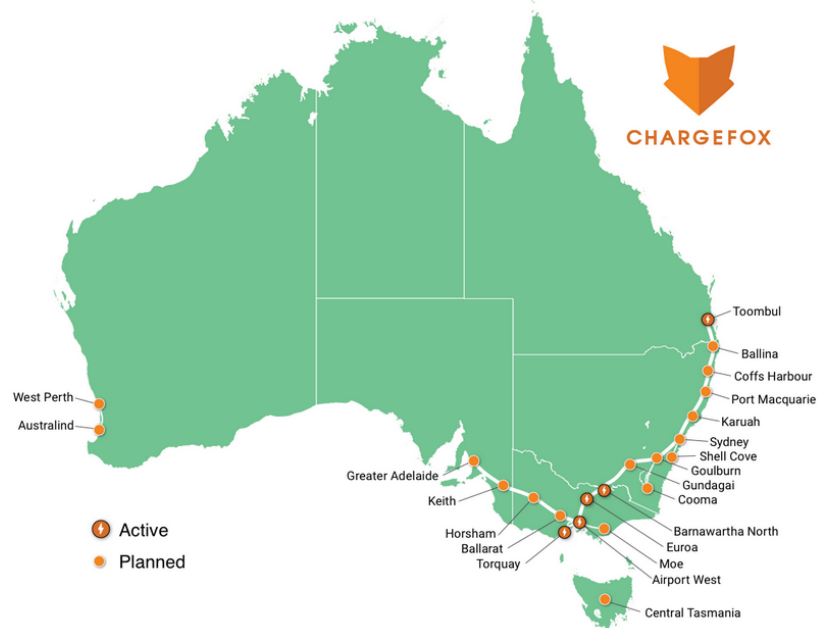 CHARGEFOX
Toombul
Ballina
Coffs Harbour
Port Macquarie
Karuah
Sydney
Shell Cove
Goulburn
Gundagai
Cooma
West Perth
Australind
Greater Adelaide
Keith
Horsham
Ballarat
Torquay
Barnawartha North
Euroa
Moe
Airport West
Central Tasmania
Active
Planned